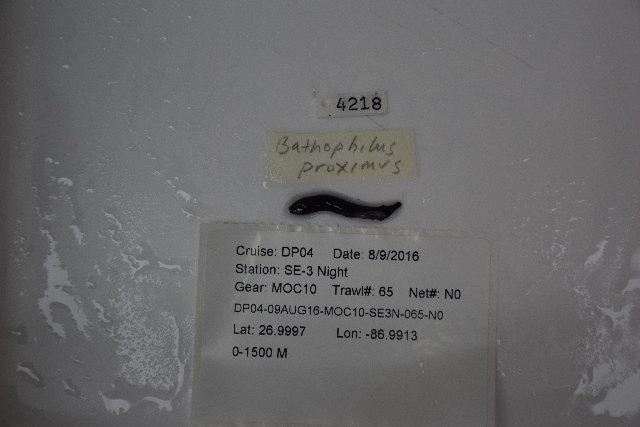 4218
Bathophilus
proximus
Cruise: DP04 Date: 8/9/2016
Station: SE-3 Night
Gear: MOC10 Trawl#: 65 Net#: N0
DP04-09AUG16-MOC10-SE3N-065-N0
Lat: 26.9997 Lon: -86.9913
0-1500 M